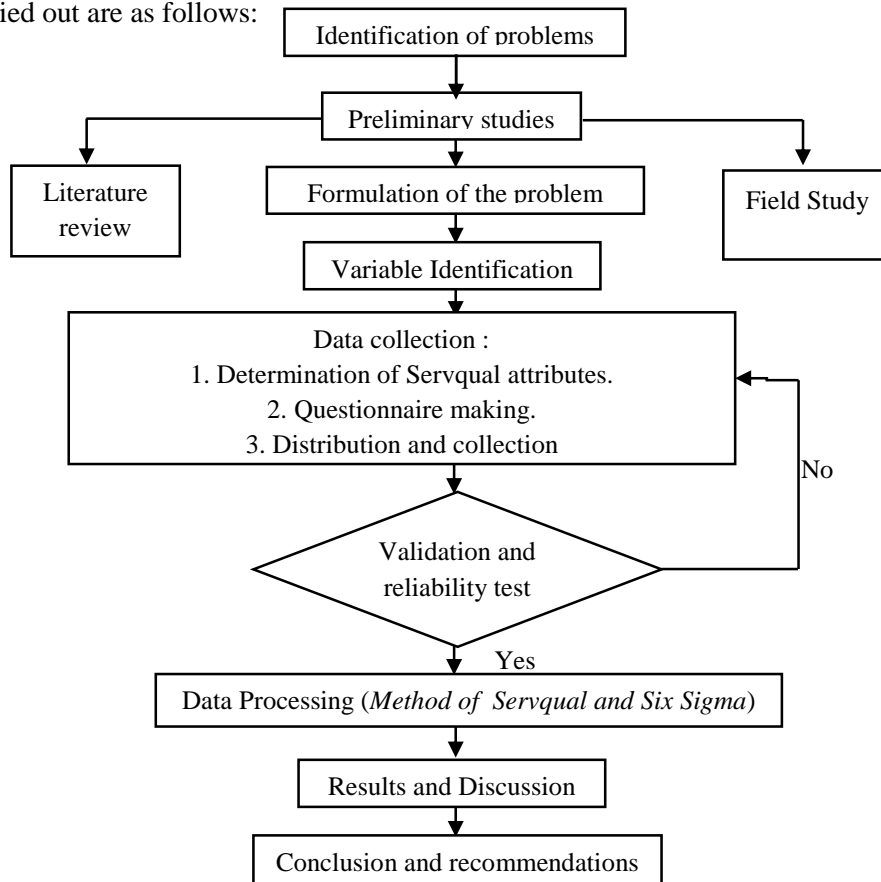 ied out are as follows:
Identification of problems
Preliminary studies
Literature
review
Formulation of the problem
Field Study
Variable Identification
Data collection :
1. Determination of Servqual attributes.
2. Questionnaire making.
3. Distribution and collection
No
Validation and
reliability test
Yes
Data Processing (Method of Servqual and Six Sigma)
Results and Discussion
Conclusion and recommendations